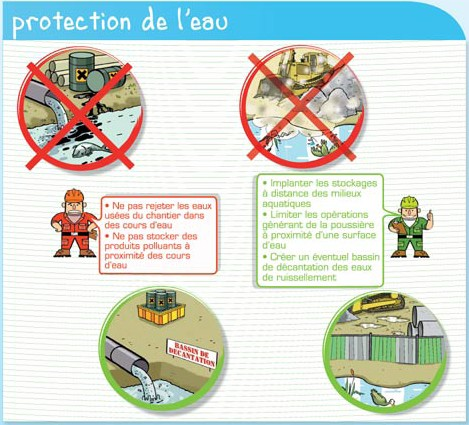 protection de l'eau
• Ne pas rejeter les eaux
usées du chantier dans
des cours d'eau
• Ne pas stocker des
produits polluants à
proximité des cours
d'eau
• Implanter les stockages
à distance des milieux
aquatiques
• Limiter les opérations
générant de la poussière
à proximité d'une surface
d'eau
• Créer un éventuel bassin
de décantation des eaux
de ruissellement
BASSIN DE
DECANTATION